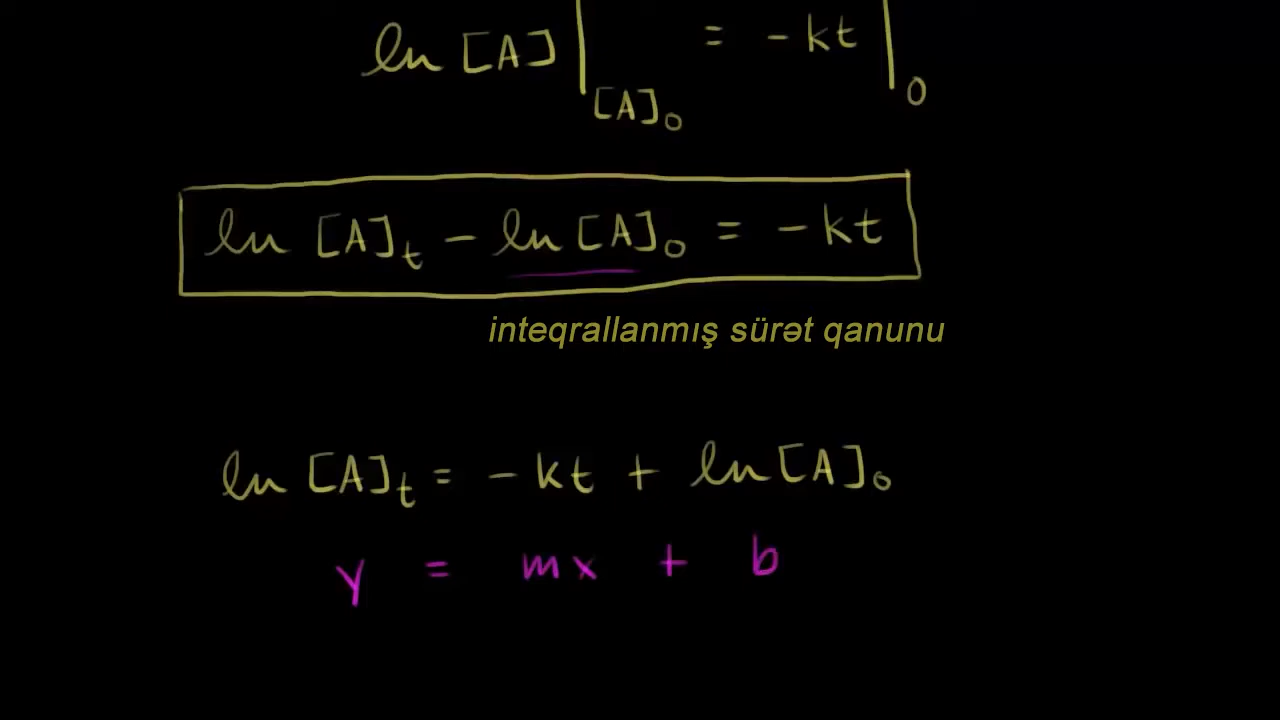 ln [A] | [A]₀ = -kt | 0
ln [A]ₜ - ln [A]₀ = -kt
inteqrallanmış sürət qanunu
ln [A]ₜ = -kt + ln [A]₀
y = mx + b